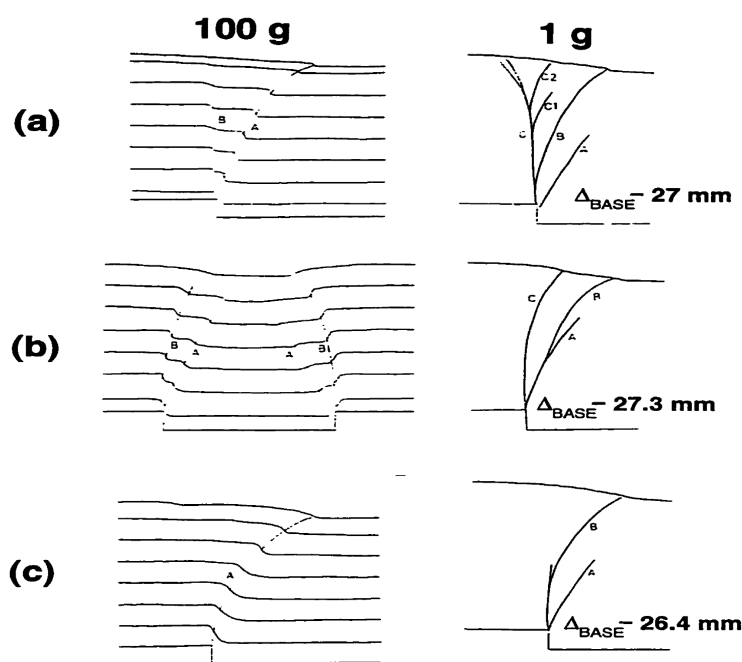 100 g
1 g
(a)
B A
C2
C1
C B A
ΔBASE – 27 mm
(b)
B A A B
C B
A
ΔBASE – 27.3 mm
(c)
A
B
A
ΔBASE – 26.4 mm